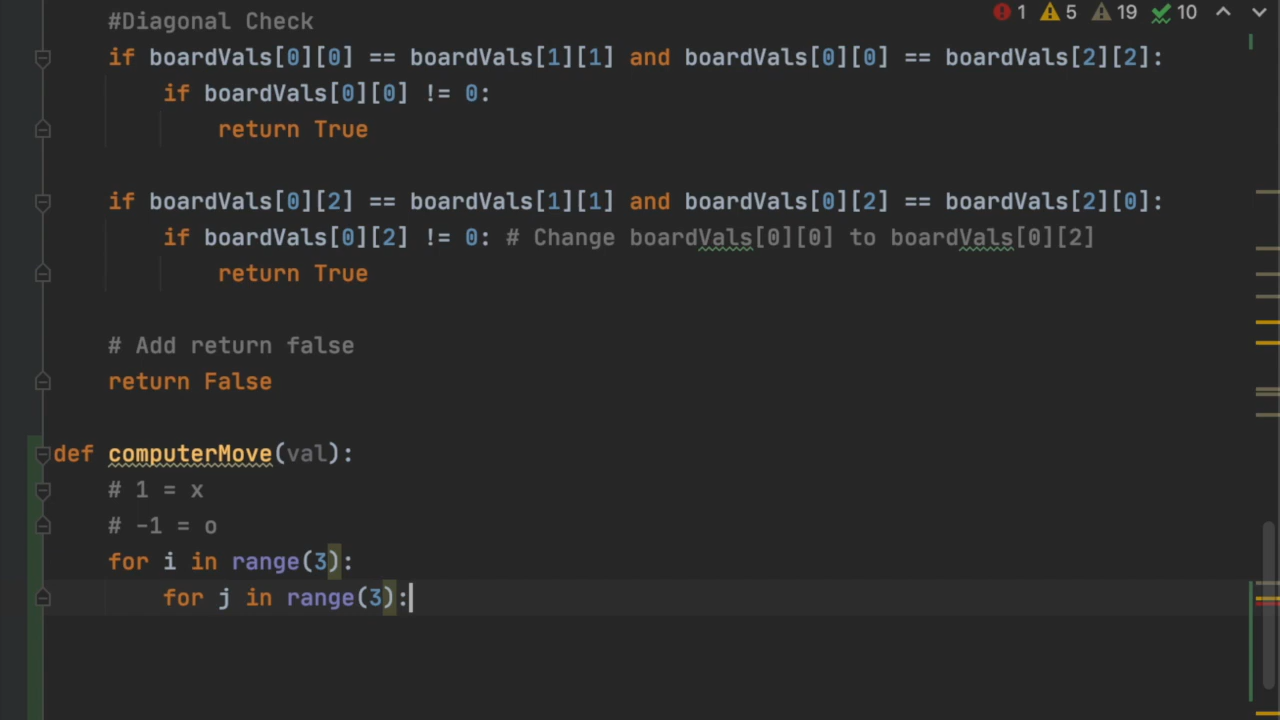 #Diagonal Check
1 5 19 10
if boardVals[0][0] == boardVals[1][1] and boardVals[0][0] == boardVals[2][2]:
if boardVals[0][0] != 0:
return True
if boardVals[0][2] == boardVals[1][1] and boardVals[0][2] == boardVals[2][0]:
if boardVals[0][2] != 0: # Change boardVals[0][0] to boardVals[0][2]
return True
# Add return false
return False
def computerMove(val):
# 1 = x
# -1 = o
for i in range(3):
for j in range(3):